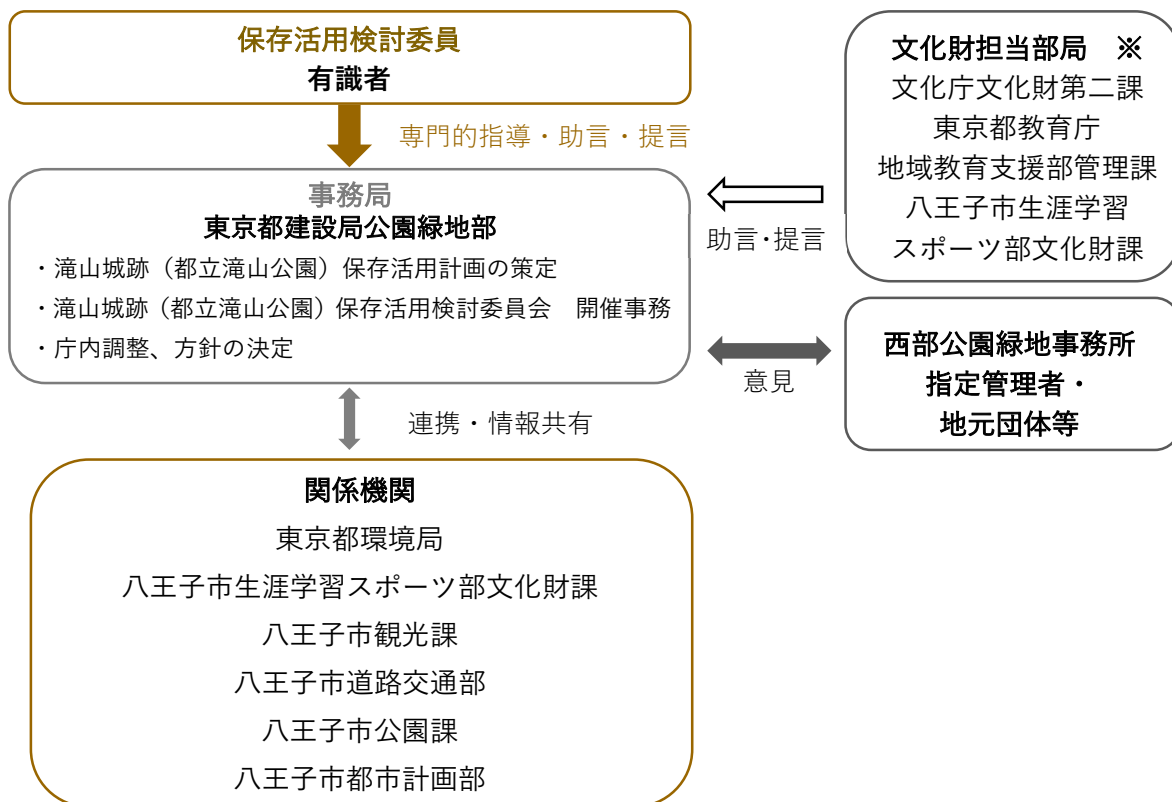 保存活用検討委員
有識者
専門的指導・助言・提言
事務局
東京都建設局公園緑地部
・滝山城跡（都立滝山公園）保存活用計画の策定
・滝山城跡（都立滝山公園）保存活用検討委員会　開催事務
・庁内調整、方針の決定
文化財担当部局　※
文化庁文化財第二課
東京都教育庁
地域教育支援部管理課
八王子市生涯学習
スポーツ部文化財課
助言・提言
西部公園緑地事務所
指定管理者・
地元団体等
意見
連携・情報共有
関係機関
東京都環境局
八王子市生涯学習スポーツ部文化財課
八王子市観光課
八王子市道路交通部
八王子市公園課
八王子市都市計画部